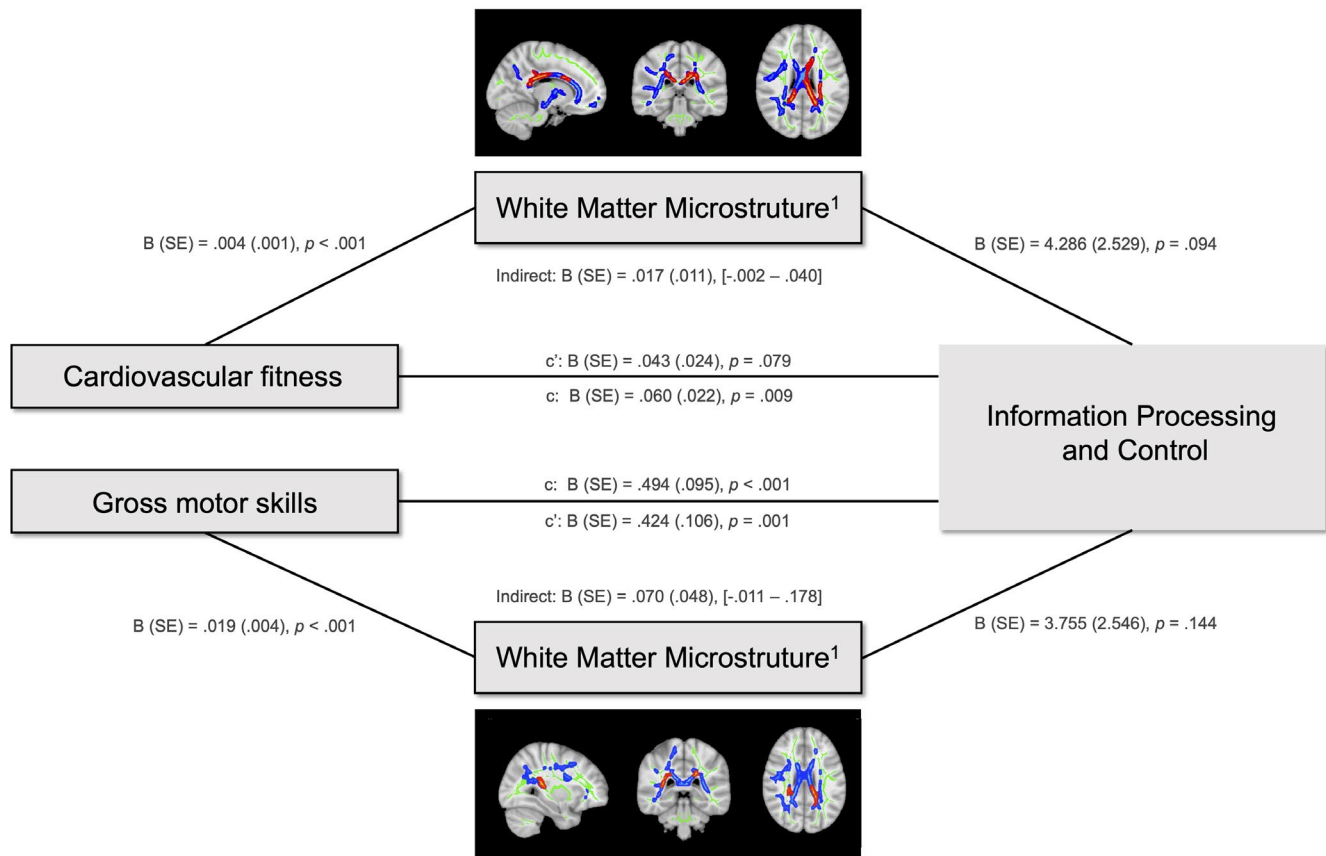 White Matter Microstruture¹
B (SE) = .004 (.001), p < .001
B (SE) = 4.286 (2.529), p = .094
Indirect: B (SE) = .017 (.011), [-.002 – .040]
Cardiovascular fitness
c’: B (SE) = .043 (.024), p = .079
c: B (SE) = .060 (.022), p = .009
Information Processing
and Control
Gross motor skills
c: B (SE) = .494 (.095), p < .001
c’: B (SE) = .424 (.106), p = .001
Indirect: B (SE) = .070 (.048), [-.011 – .178]
B (SE) = .019 (.004), p < .001
B (SE) = 3.755 (2.546), p = .144
White Matter Microstruture¹